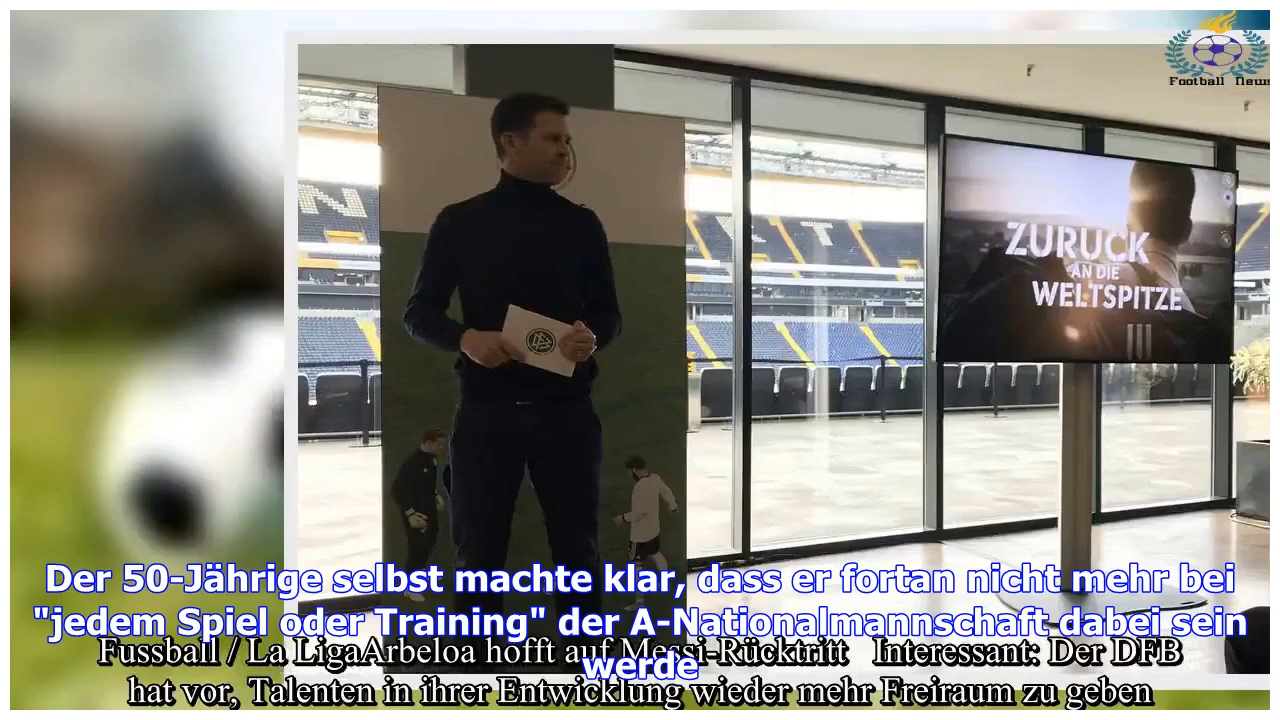 Football News
ZURÜCK
AN DIE
WELTSPITZE
Der 50-Jährige selbst machte klar, dass er fortan nicht mehr bei
"jedem Spiel oder Training" der A-Nationalmannschaft dabei sein
werde
Fussball / La LigaArbeloa hofft auf Messi-Rücktritt Interessant: Der DFB
hat vor, Talenten in ihrer Entwicklung wieder mehr Freiraum zu geben